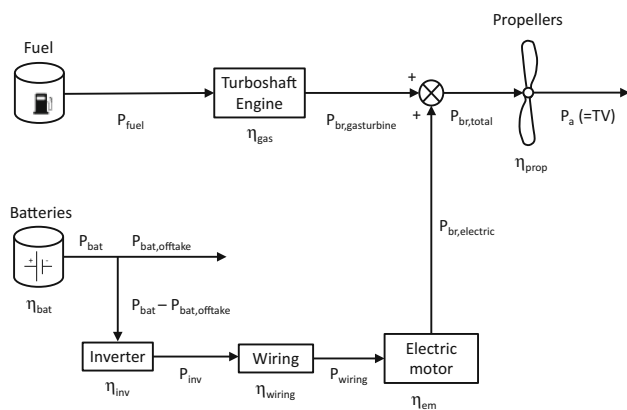 Fuel
Turboshaft
Engine
Propellers
+
+
P_fuel
η_gas
P_br,gasturbine
P_br,total
P_a (=TV)
η_prop
Batteries
P_bat
P_bat,offtake
P_br,electric
+ -
η_bat
P_bat – P_bat,offtake
Inverter
Wiring
Electric
motor
P_inv
P_wiring
η_inv
η_wiring
η_em